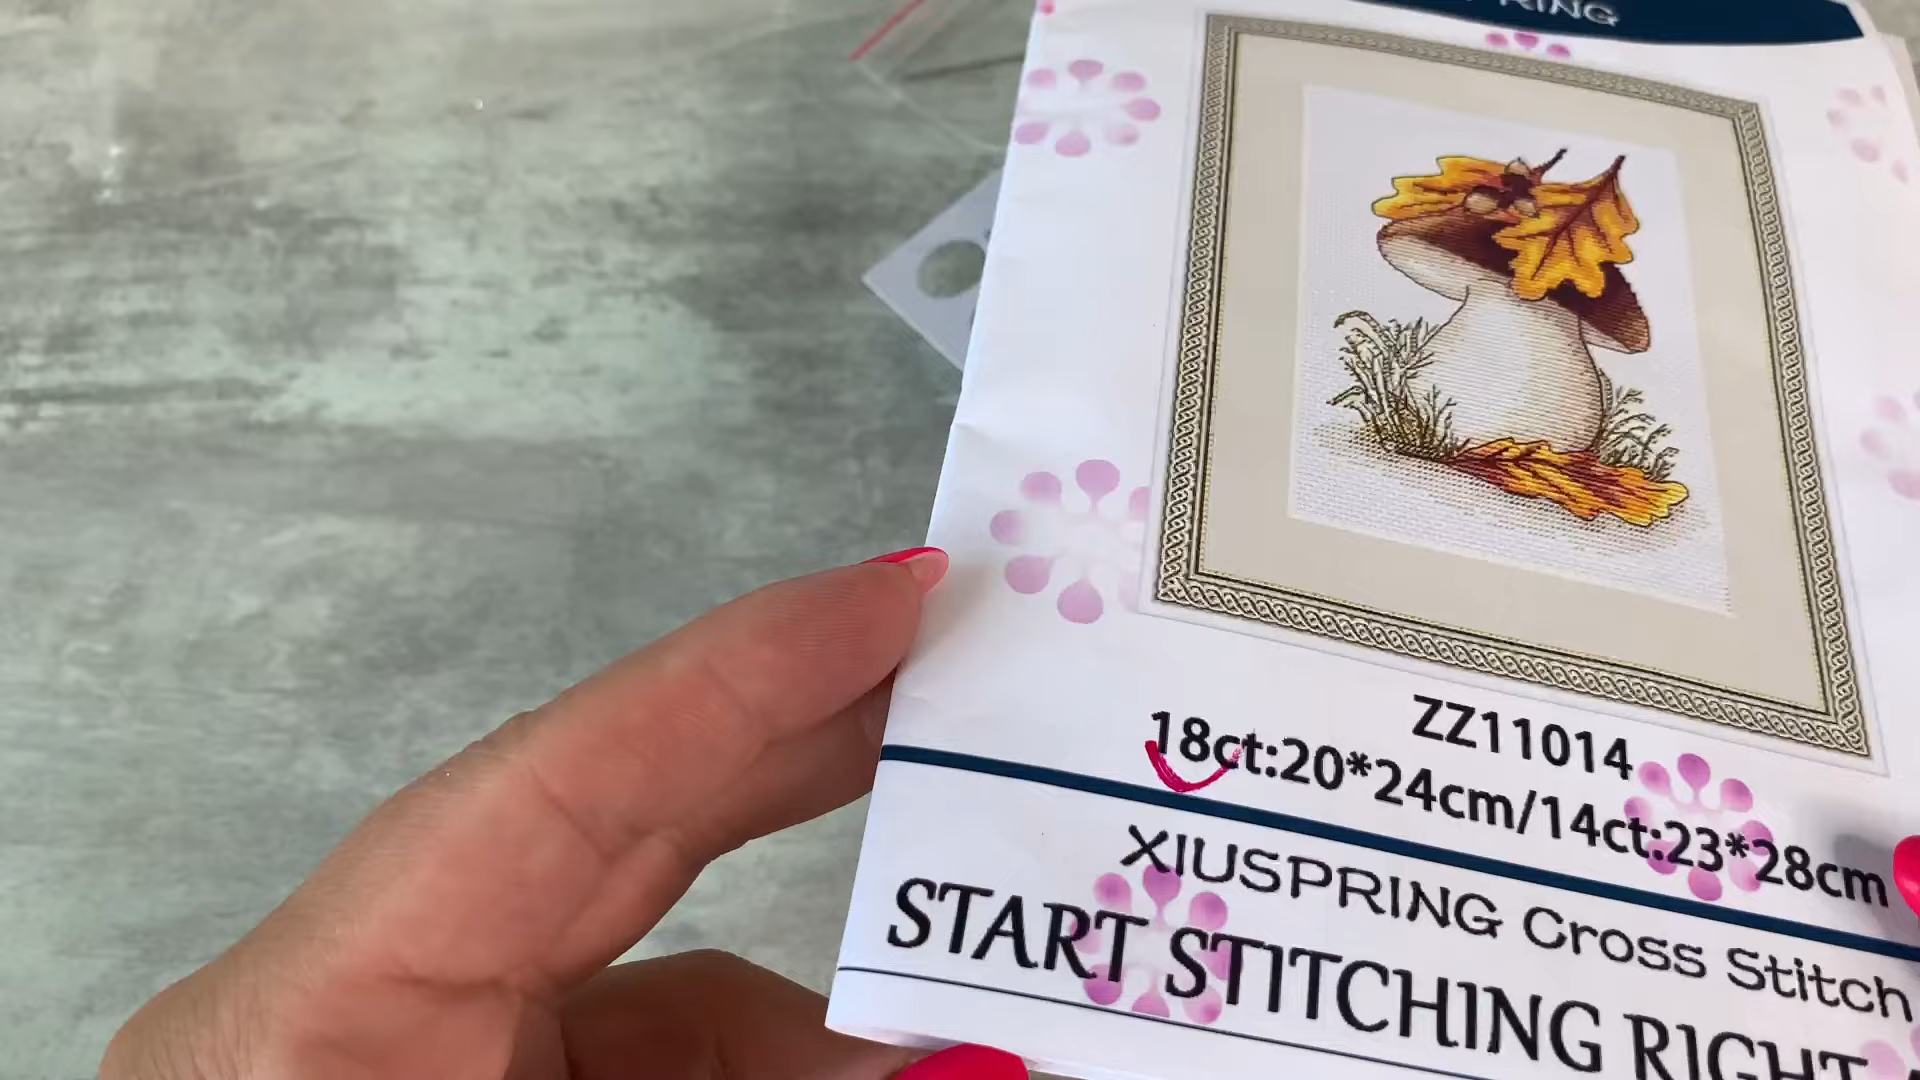 ZZ11014
18ct:20*24cm/14ct:23*28cm
XIUSPRING Cross Stitch
START STITCHING RIGHT